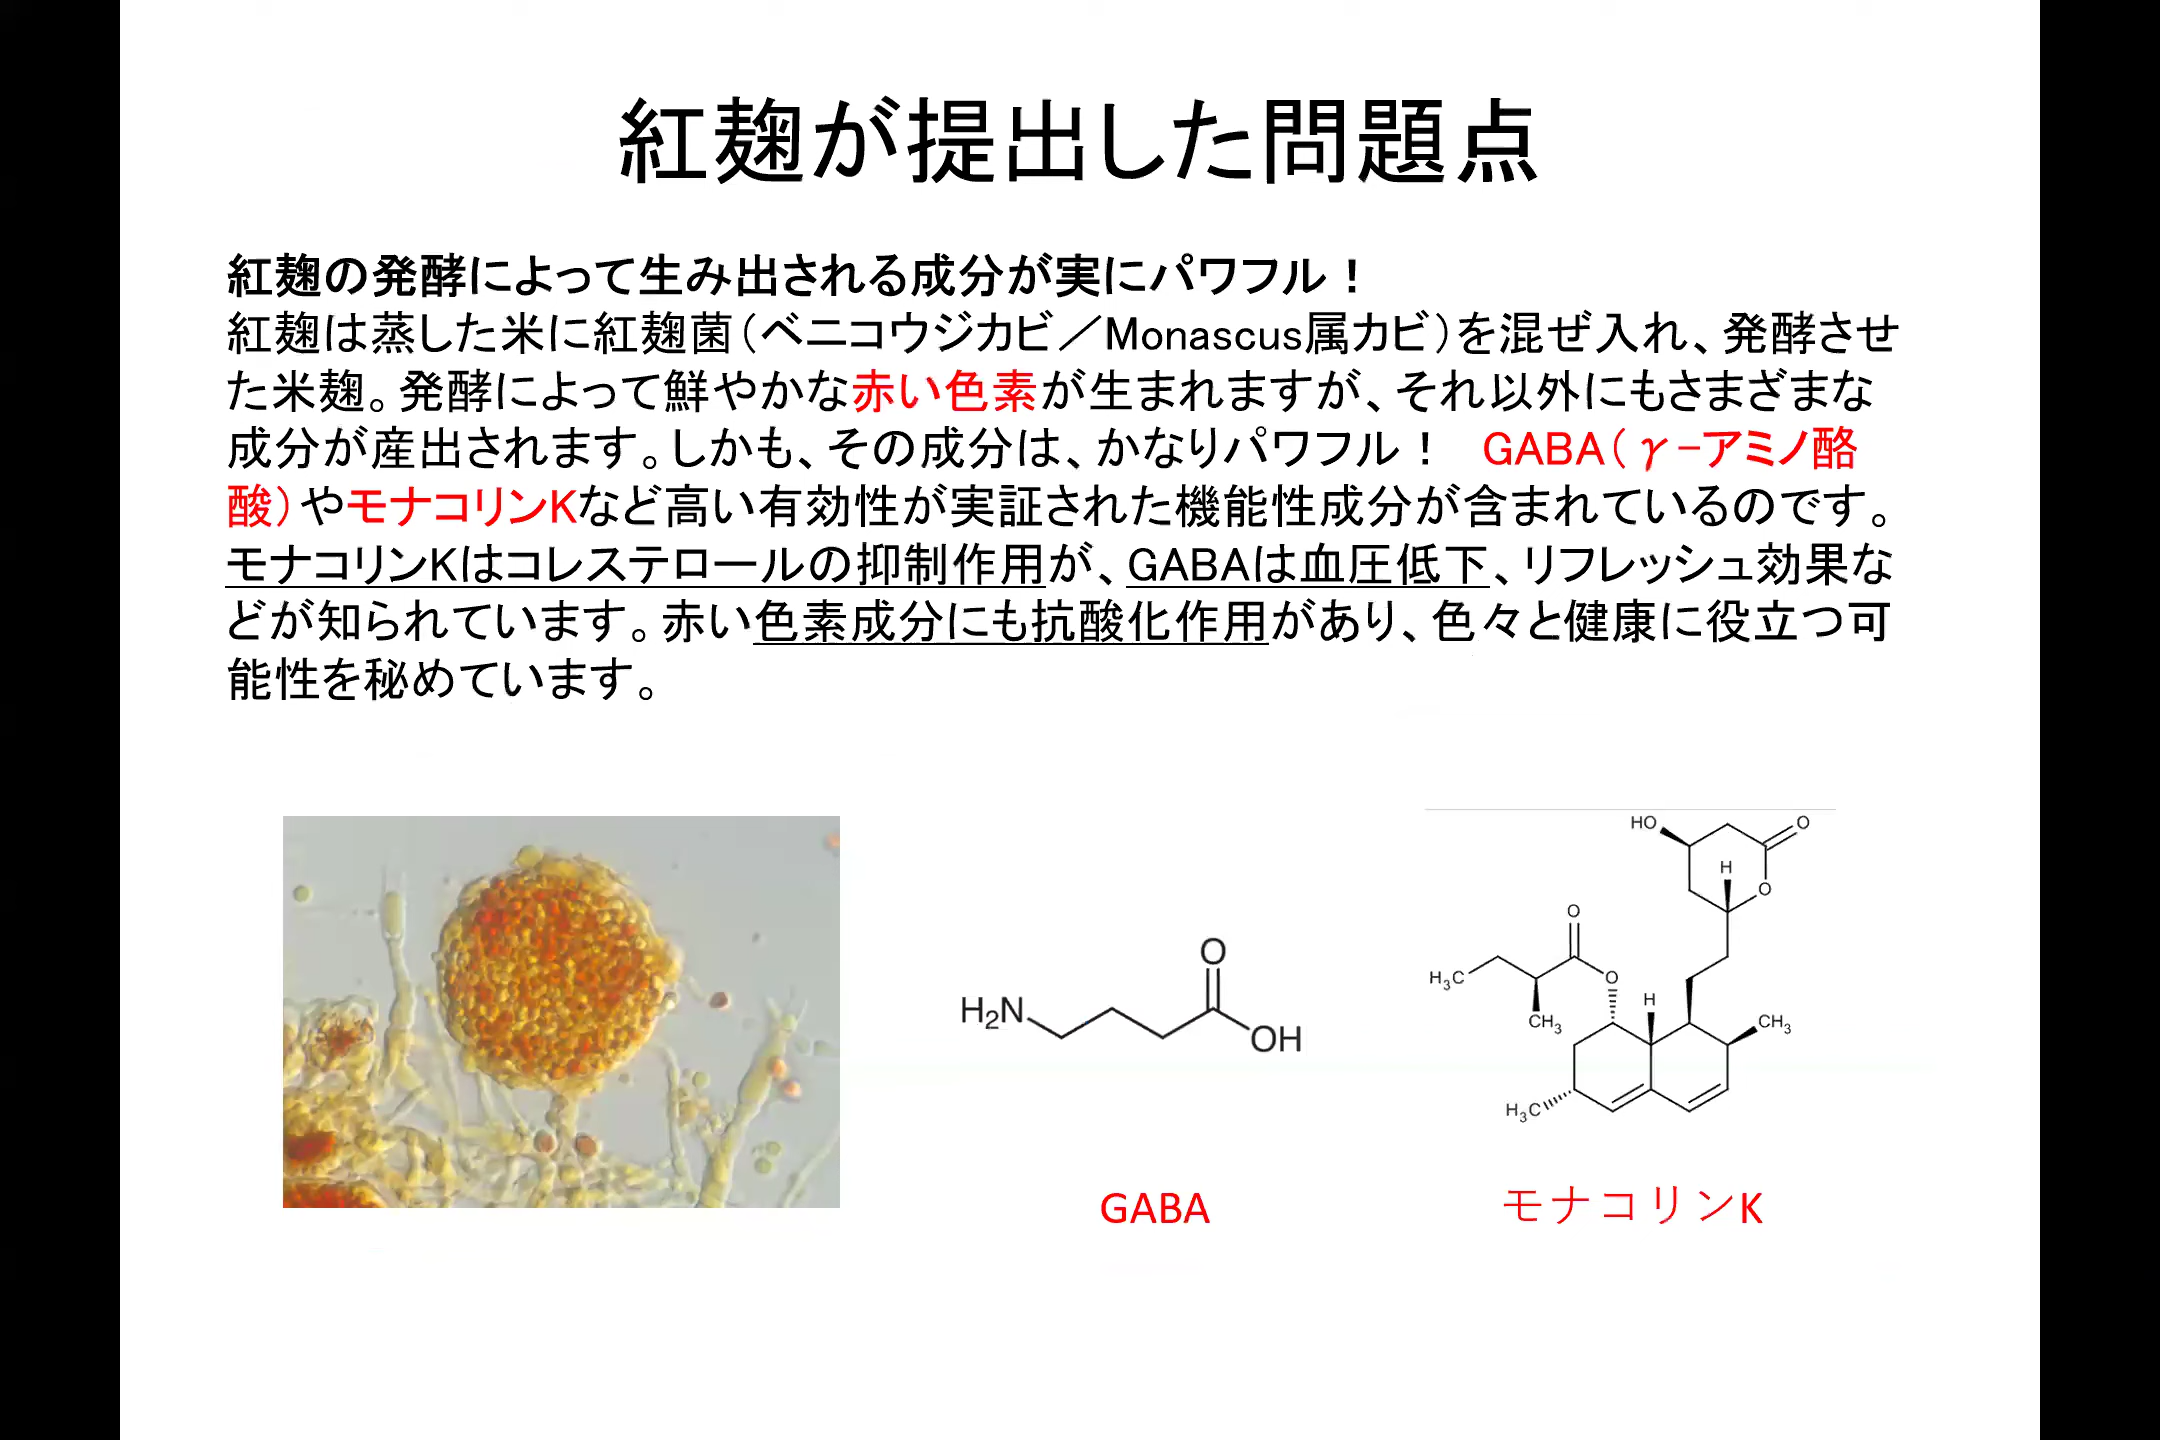 紅麹が提出した問題点
紅麹の発酵によって生み出される成分が実にパワフル！
紅麹は蒸した米に紅麹菌（ベニコウジカビ／Monascus属カビ）を混ぜ入れ、発酵させ
た米麹。発酵によって鮮やかな赤い色素が生まれますが、それ以外にもさまざまな
成分が産出されます。しかも、その成分は、かなりパワフル！　GABA（γ-アミノ酪
酸）やモナコリンKなど高い有効性が実証された機能性成分が含まれているのです。
モナコリンKはコレステロールの抑制作用が、GABAは血圧低下、リフレッシュ効果な
どが知られています。赤い色素成分にも抗酸化作用があり、色々と健康に役立つ可
能性を秘めています。
H2N
O
OH
GABA
HO
O
H
O
O
H3C
O
CH3
H
CH3
H3C
モナコリンK